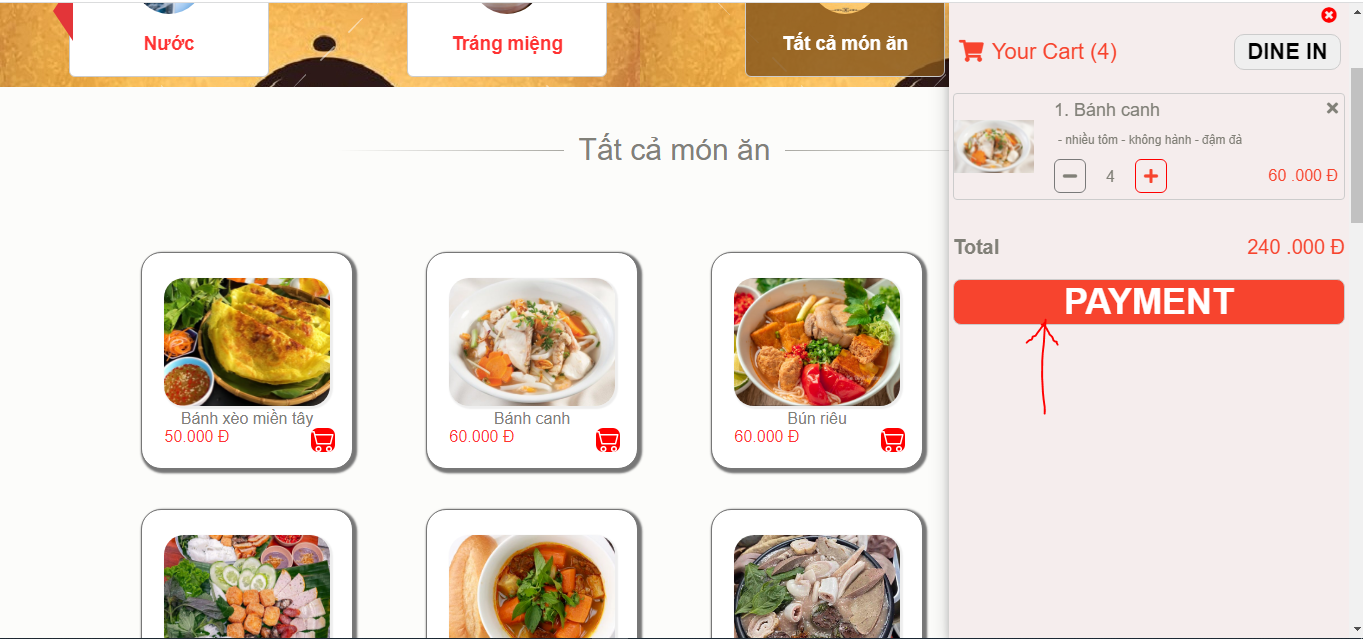 Nước
Tráng miệng
Tất cả món ăn
Your Cart (4)
DINE IN
1. Bánh canh
- nhiều tôm - không hành - đậm đá
4
60 .000 Đ
Total
240 .000 Đ
PAYMENT
Tất cả món ăn
Bánh xèo miền tây
50.000 Đ
Bánh canh
60.000 Đ
Bún riêu
60.000 Đ